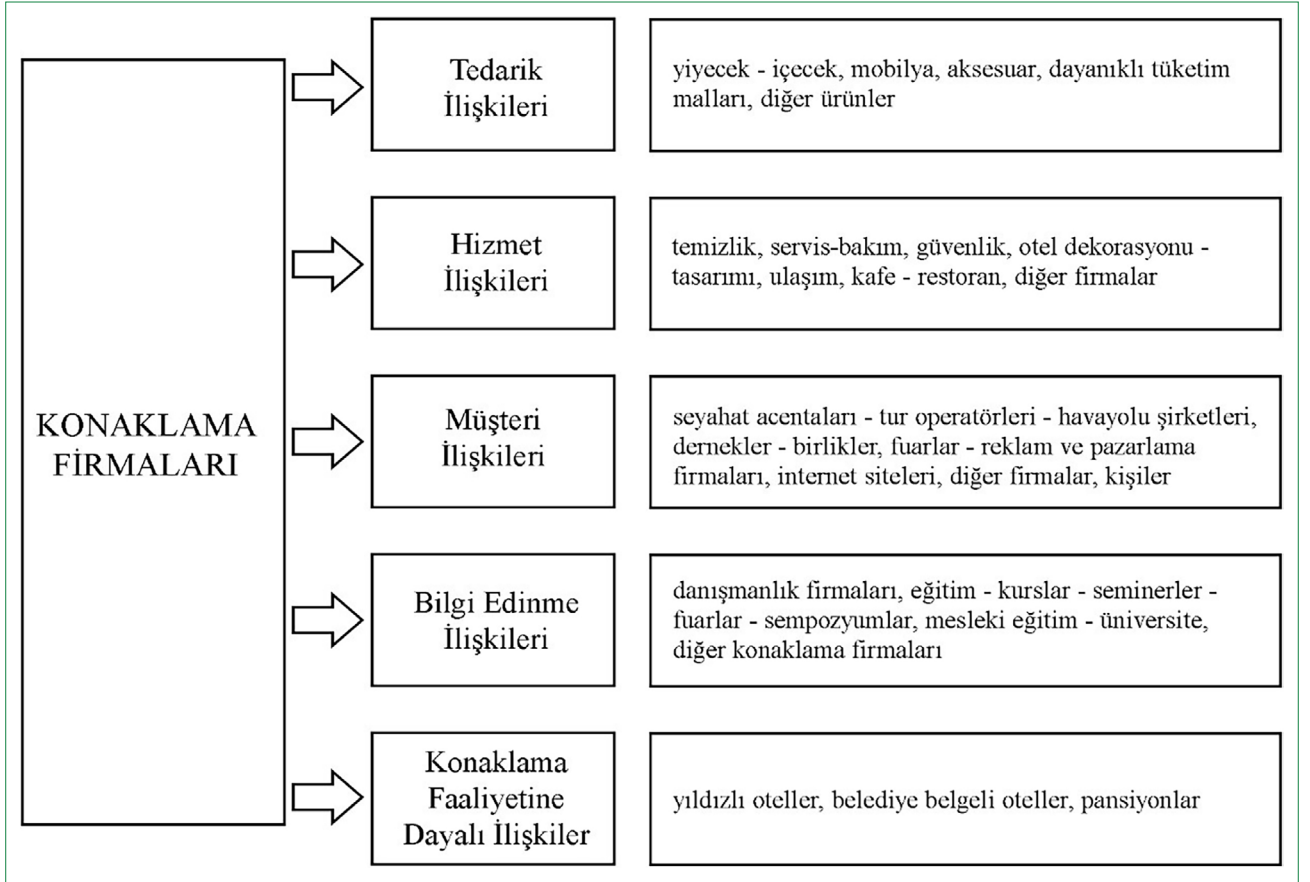 KONAKLAMA
FİRMALARI
Tedarik
İlişkileri
yiyecek - içecek, mobilya, aksesuar, dayanıklı tüketim
malları, diğer ürünler
Hizmet
İlişkileri
temizlik, servis-bakım, güvenlik, otel dekorasyonu -
tasarımı, ulaşım, kafe - restoran, diğer firmalar
Müşteri
İlişkileri
seyahat acentaları - tur operatörleri - havayolu şirketleri,
dernekler - birlikler, fuarlar - reklam ve pazarlama
firmaları, internet siteleri, diğer firmalar, kişiler
Bilgi Edinme
İlişkileri
danışmanlık firmaları, eğitim - kurslar - seminerler -
fuarlar - sempozyumlar, mesleki eğitim - üniversite,
diğer konaklama firmaları
Konaklama
Faaliyetine
Dayalı İlişkiler
yıldızlı oteller, belediye belgeli oteller, pansiyonlar